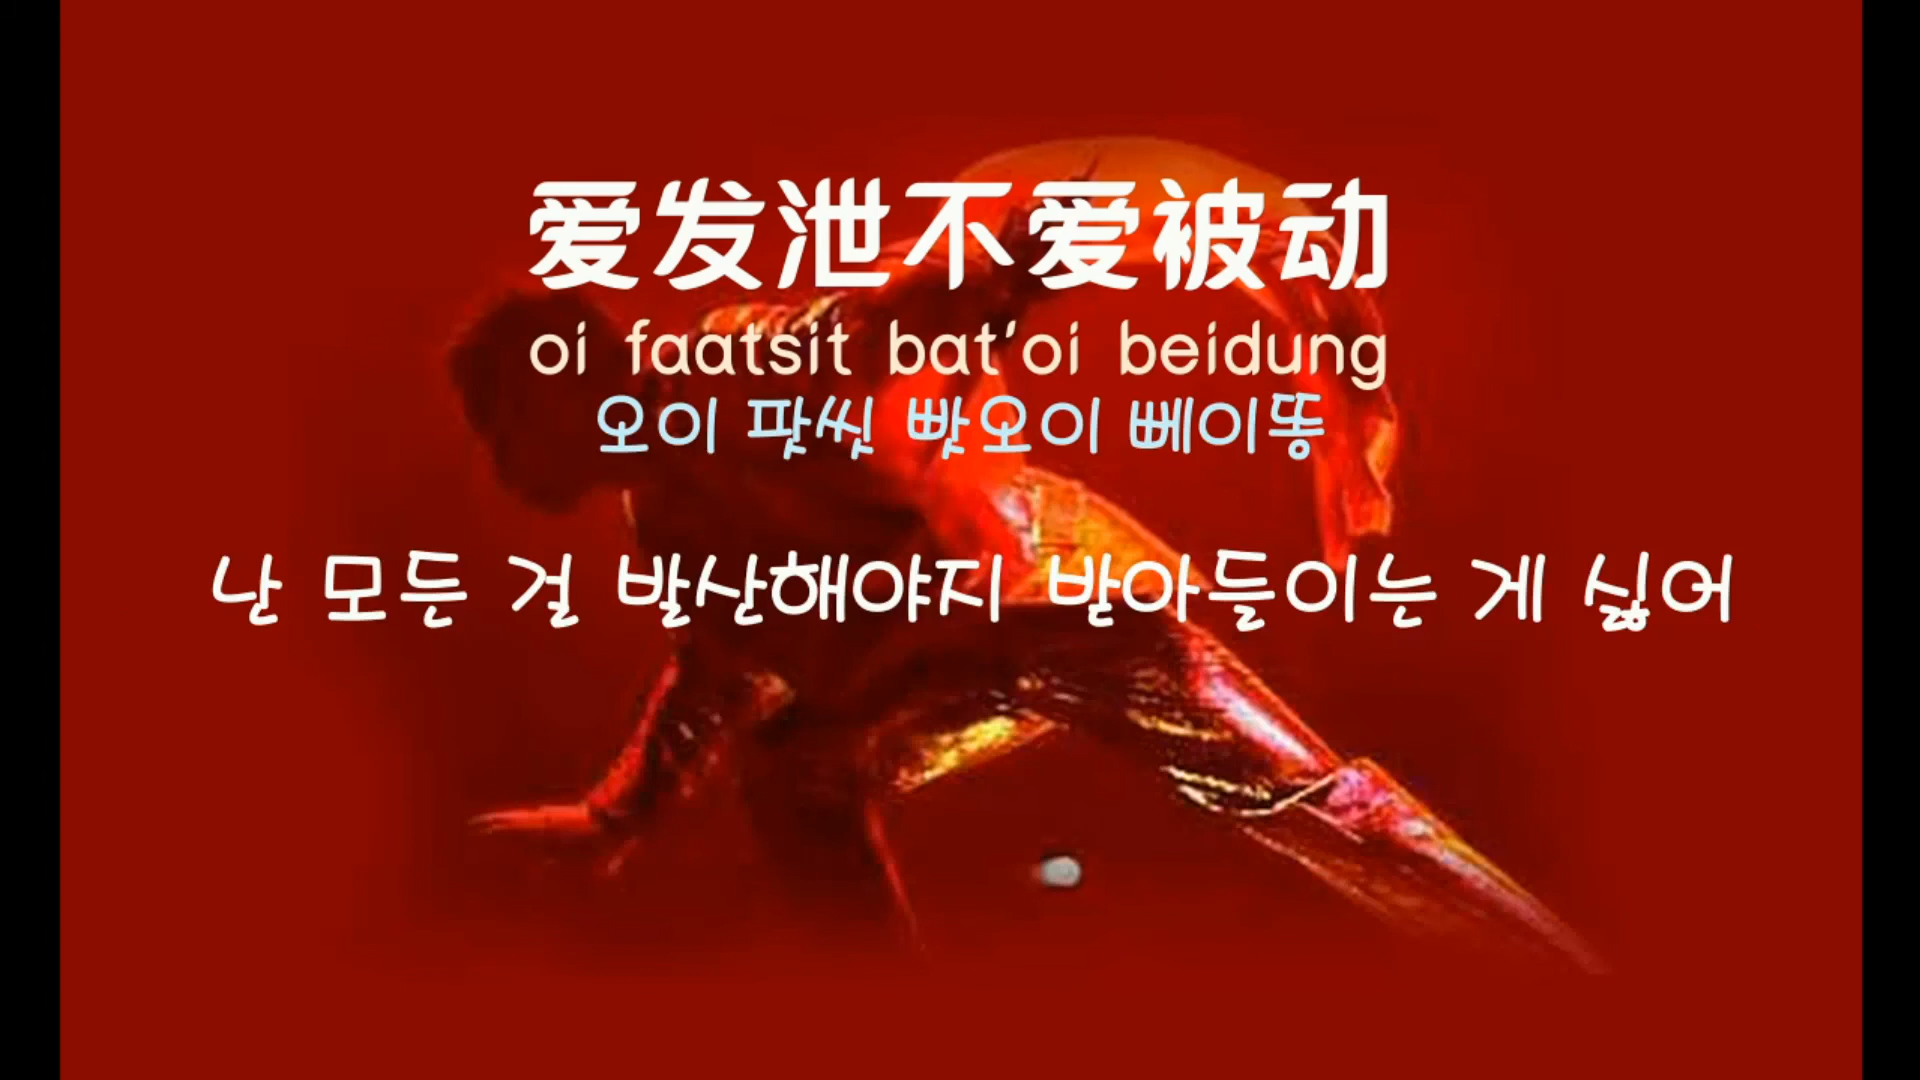 爱发泄不爱被动
oi faatsit bat'oi beidung
오이 팟씻 빳오이 뻬이똥
난 모든 걸 발산해야지 받아들이는 게 싫어